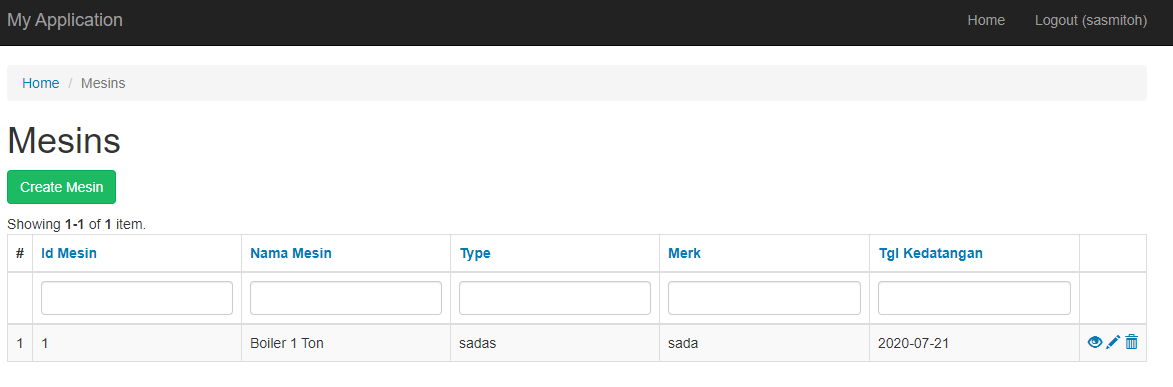 My Application Home Logout (sasmitoh)
Home / Mesins
Mesins
Create Mesin
Showing 1-1 of 1 item.
# Id Mesin Nama Mesin Type Merk Tgl Kedatangan
1 1 Boiler 1 Ton sadas sada 2020-07-21